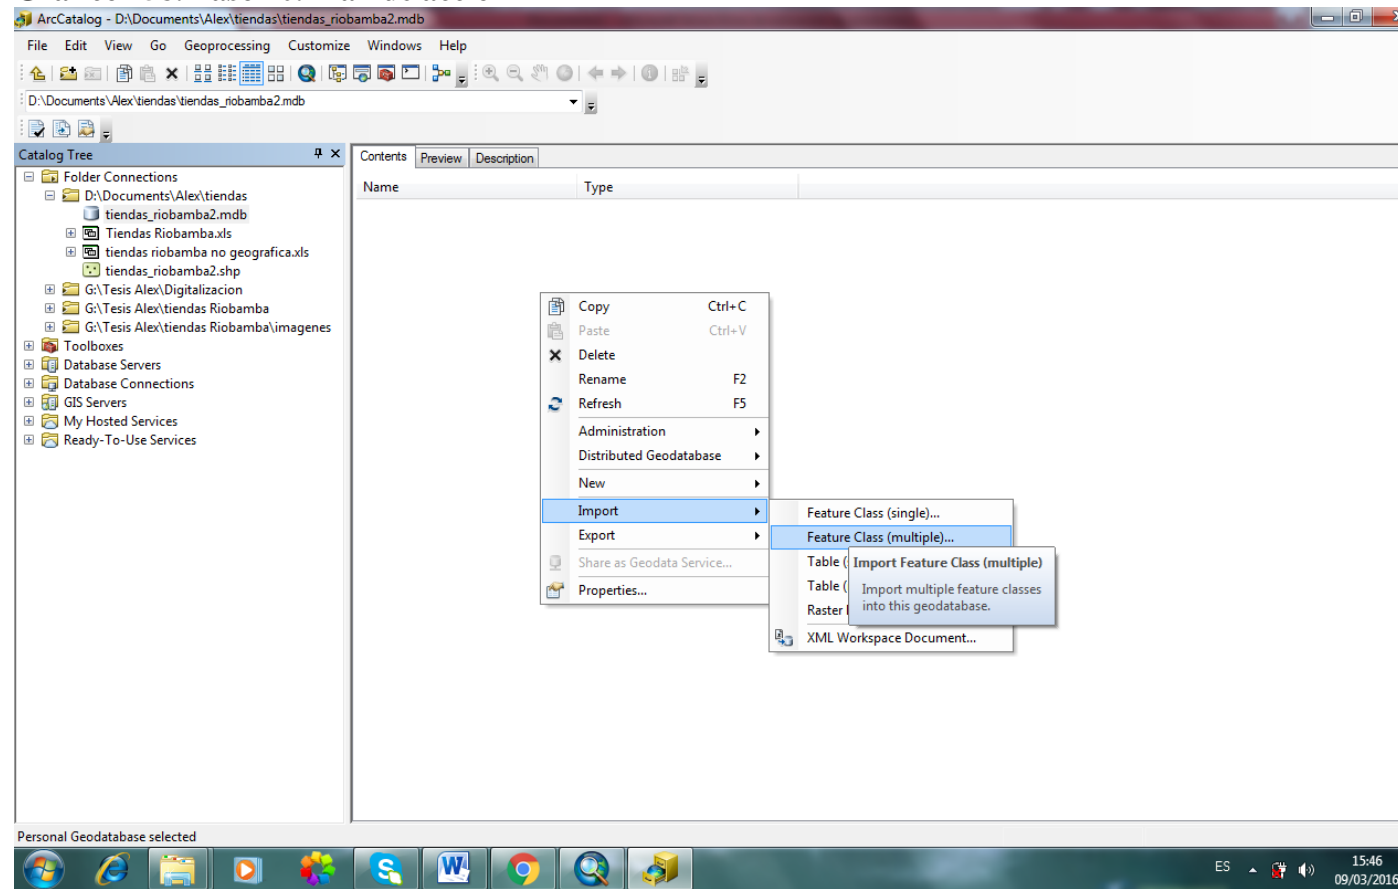 ArcCatalog - D:\Documents\Alex\tiendas\tiendas_riobamba2.mdb
File Edit View Go Geoprocessing Customize Windows Help
D:\Documents\Alex\tiendas\tiendas_riobamba2.mdb
Catalog Tree
Contents Preview Description
Name Type
Folder Connections
D:\Documents\Alex\tiendas
tiendas_riobamba2.mdb
Tiendas Riobamba.xls
tiendas riobamba no geografica.xls
tiendas_riobamba2.shp
G:\Tesis Alex\Digitalizacion
G:\Tesis Alex\tiendas Riobamba
G:\Tesis Alex\tiendas Riobamba\imagenes
Toolboxes
Database Servers
Database Connections
GIS Servers
My Hosted Services
Ready-To-Use Services
Copy Ctrl+C
Paste Ctrl+V
Delete
Rename F2
Refresh F5
Administration
Distributed Geodatabase
New
Import
Export
Share as Geodata Service...
Properties...
Feature Class (single)...
Feature Class (multiple)...
Table (
Table (
Raster
XML Workspace Document...
Import Feature Class (multiple)
Import multiple feature classes
into this geodatabase.
Personal Geodatabase selected
ES
15:46
09/03/2016